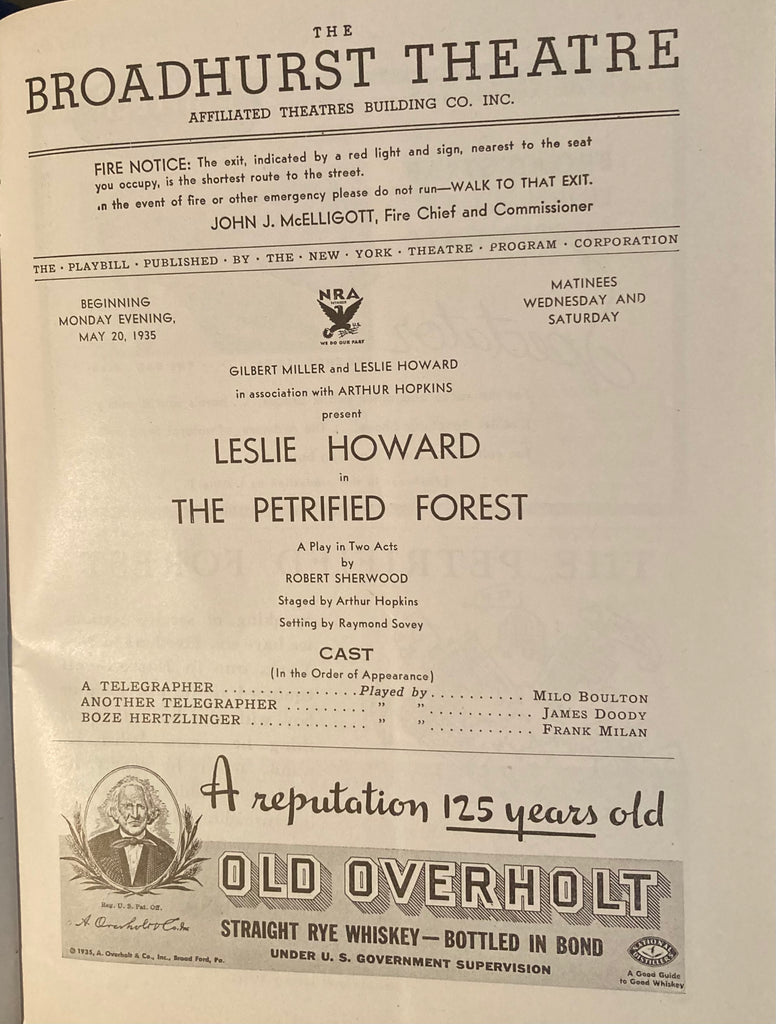 THE
BROADHURST THEATRE
AFFILIATED THEATRES BUILDING CO. INC.
FIRE NOTICE: The exit, indicated by a red light and sign, nearest to the seat
you occupy, is the shortest route to the street.
In the event of fire or other emergency please do not run—WALK TO THAT EXIT.
JOHN J. McELLIGOTT, Fire Chief and Commissioner
THE · PLAYBILL · PUBLISHED · BY · THE · NEW · YORK · THEATRE · PROGRAM · CORPORATION
BEGINNING
MONDAY EVENING,
MAY 20, 1935
NRA
MEMBER
U.S.
WE DO OUR PART
MATINEES
WEDNESDAY AND
SATURDAY
GILBERT MILLER and LESLIE HOWARD
in association with ARTHUR HOPKINS
present
LESLIE HOWARD
in
THE PETRIFIED FOREST
A Play in Two Acts
by
ROBERT SHERWOOD
Staged by Arthur Hopkins
Setting by Raymond Sovey
CAST
(In the Order of Appearance)
A TELEGRAPHER .............. Played by .......... MILO BOULTON
ANOTHER TELEGRAPHER ......... „ „ ........... JAMES DOODY
BOZE HERTZLINGER ............. „ „ ........... FRANK MILAN
A reputation 125 years old
OLD OVERHOLT
STRAIGHT RYE WHISKEY—BOTTLED IN BOND
UNDER U. S. GOVERNMENT SUPERVISION
Reg. U. S. Pat. Off.
A. Overholt & Co. Inc
© 1935, A. Overholt & Co., Inc., Broad Ford, Pa.
NATIONAL
DISTILLERS
A Good Guide
to Good Whiskey